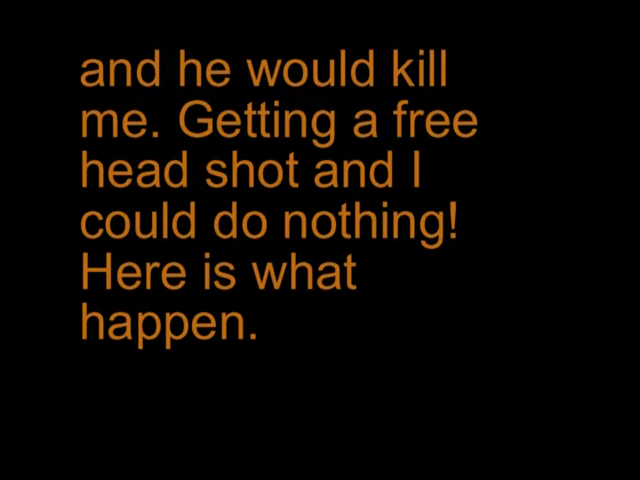 and he would kill
me. Getting a free
head shot and I
could do nothing!
Here is what
happen.